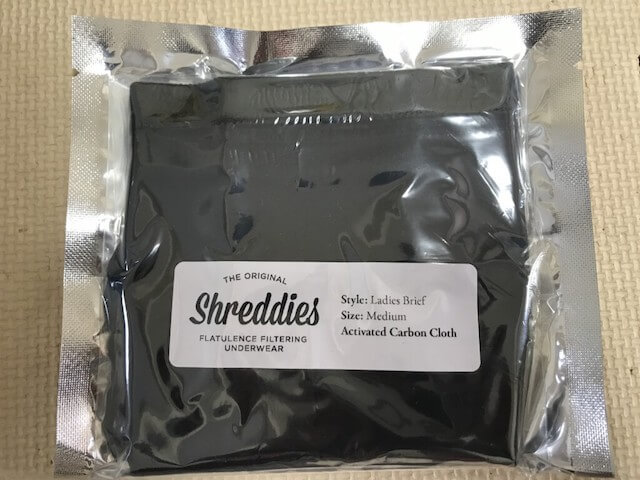 THE ORIGINAL
Shreddies
FLATULENCE FILTERING
UNDERWEAR
Style: Ladies Brief
Size: Medium
Activated Carbon Cloth